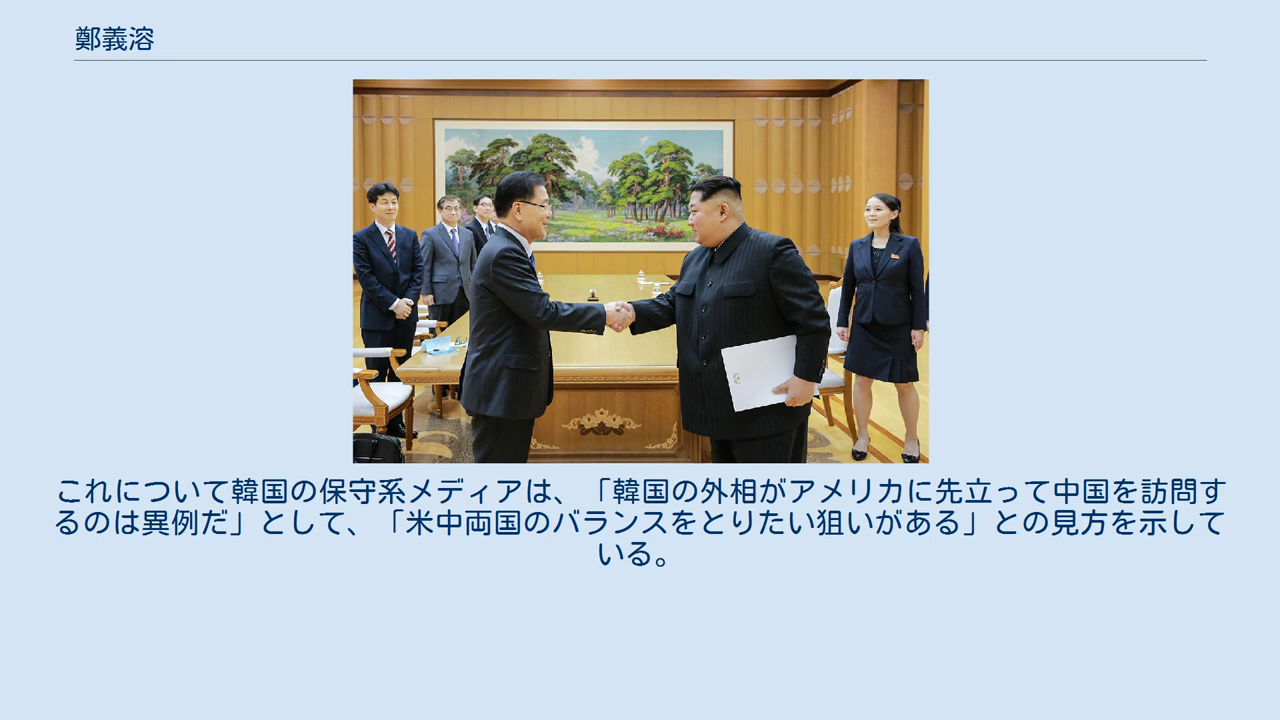 鄭義溶
これについて韓国の保守系メディアは、「韓国の外相がアメリカに先立って中国を訪問す
るのは異例だ」として、「米中両国のバランスをとりたい狙いがある」との見方を示して
いる。